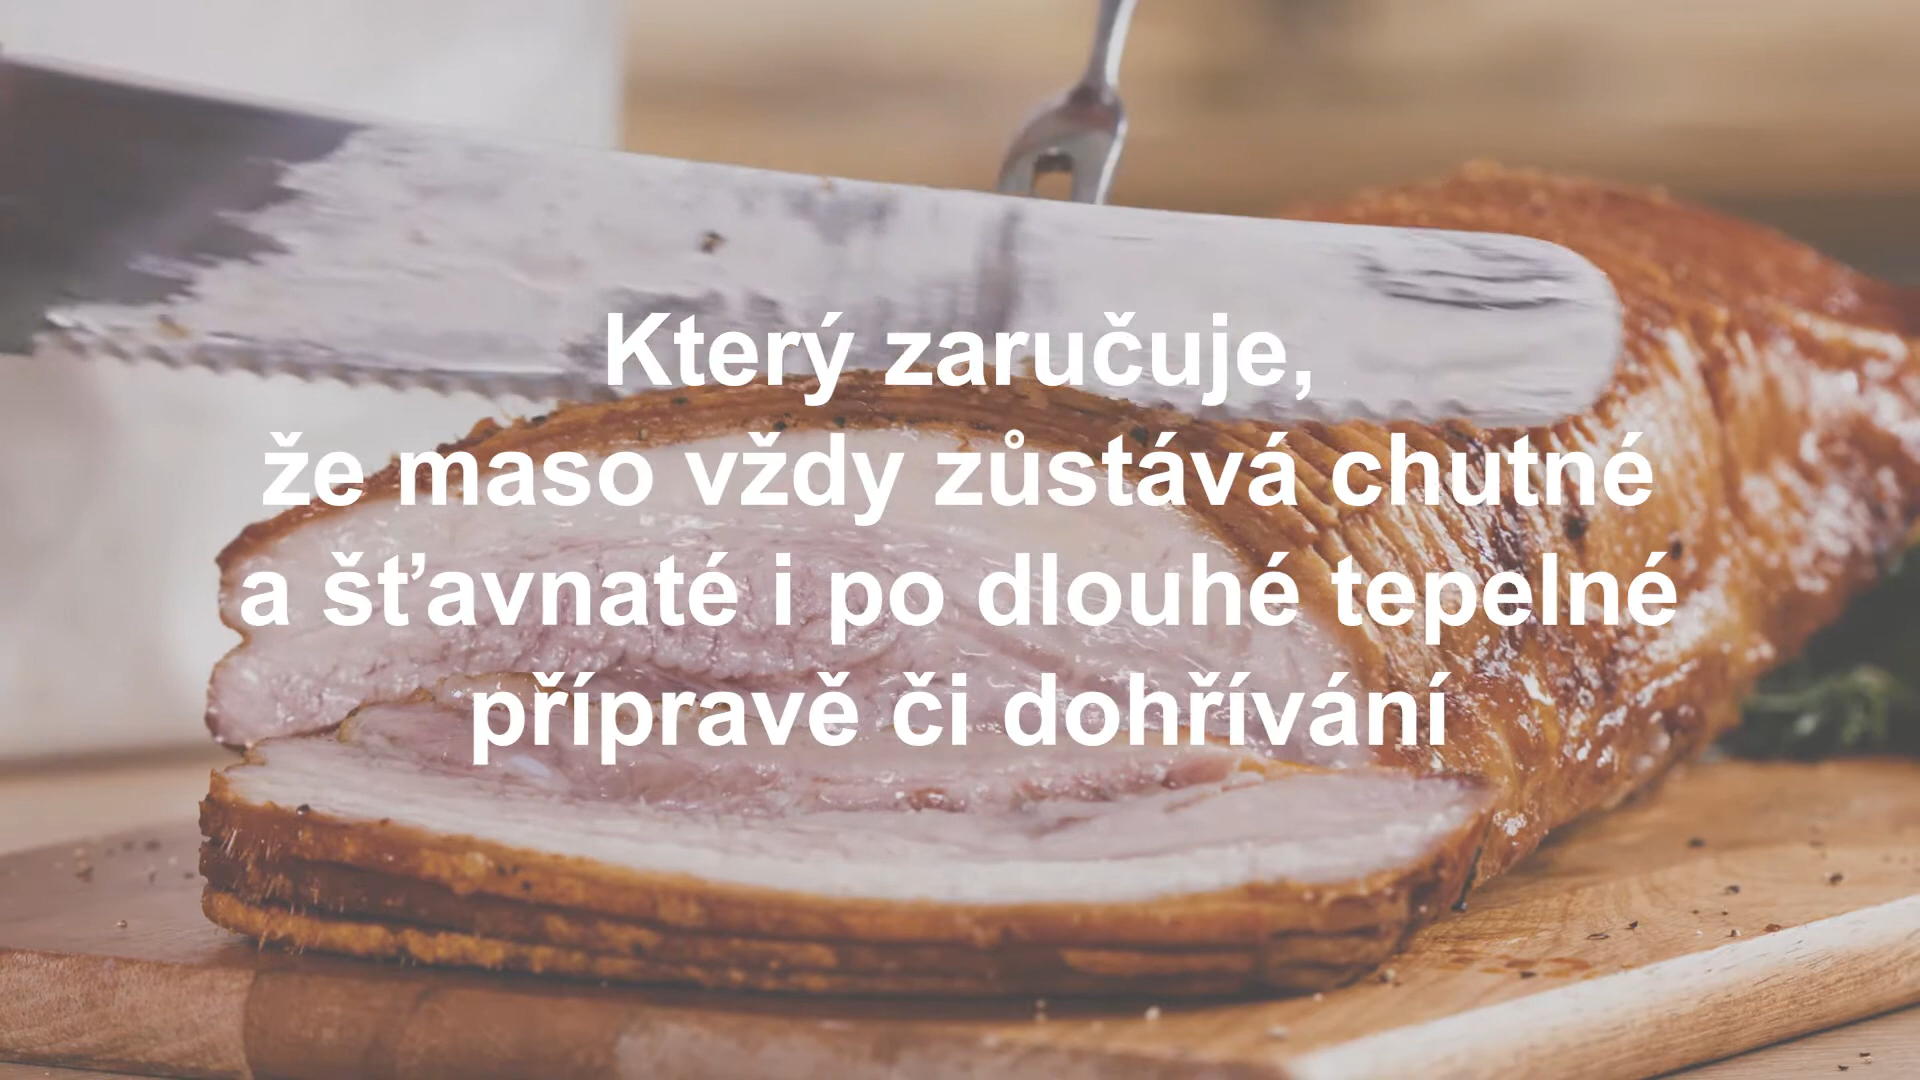 Který zaručuje,
že maso vždy zůstává chutné
a šťavnaté i po dlouhé tepelné
přípravě či dohřívání